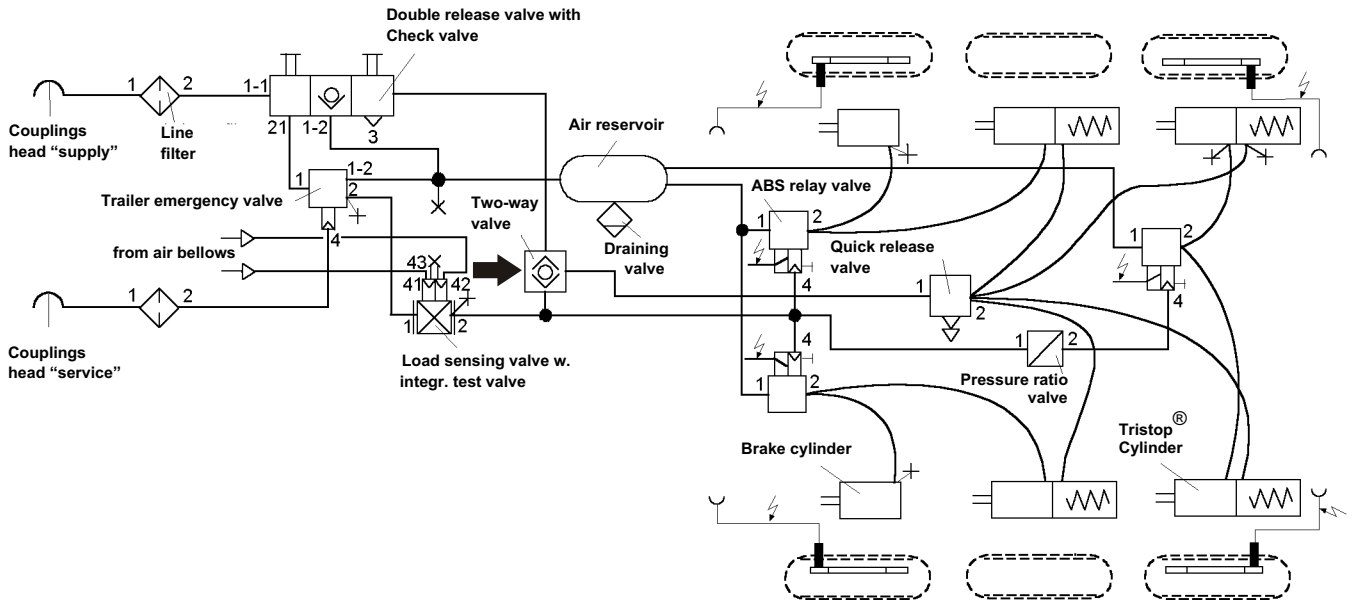 Double release valve with
Check valve
1
2
1-1
21
1-2
3
Couplings
head “supply”
Line
filter
Air reservoir
1
1-2
2
4
Trailer emergency valve
Two-way
valve
ABS relay valve
1
2
4
1
2
4
Draining
valve
Quick release
valve
1
2
from air bellows
43
41
42
1
2
1
2
Couplings
head “service”
Load sensing valve w.
integr. test valve
4
1
2
1
2
Pressure ratio
valve
Brake cylinder
Tristop®
Cylinder